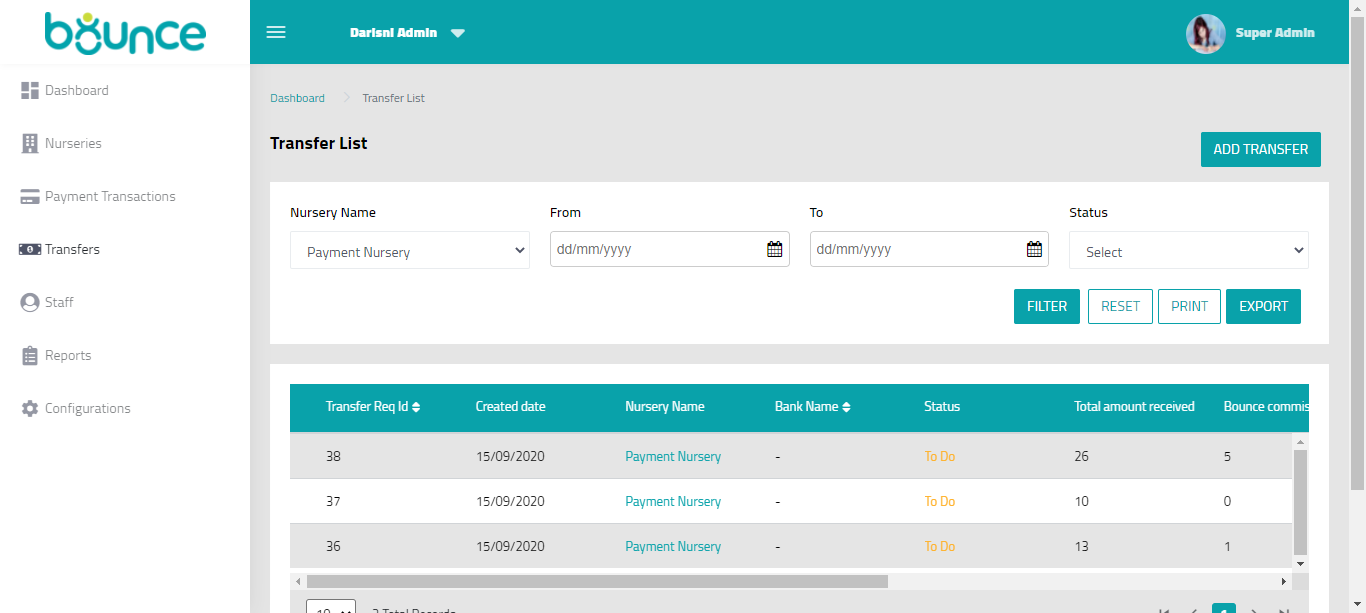 bounce
Darisni Admin
Super Admin
Dashboard
Nurseries
Payment Transactions
Transfers
Staff
Reports
Configurations
Dashboard > Transfer List
Transfer List
ADD TRANSFER
Nursery Name From To Status
Payment Nursery dd/mm/yyyy dd/mm/yyyy Select
FILTER RESET PRINT EXPORT
Transfer Req Id Created date Nursery Name Bank Name Status Total amount received Bounce commis
38 15/09/2020 Payment Nursery - To Do 26 5
37 15/09/2020 Payment Nursery - To Do 10 0
36 15/09/2020 Payment Nursery - To Do 13 1
10 3 Total Records 1